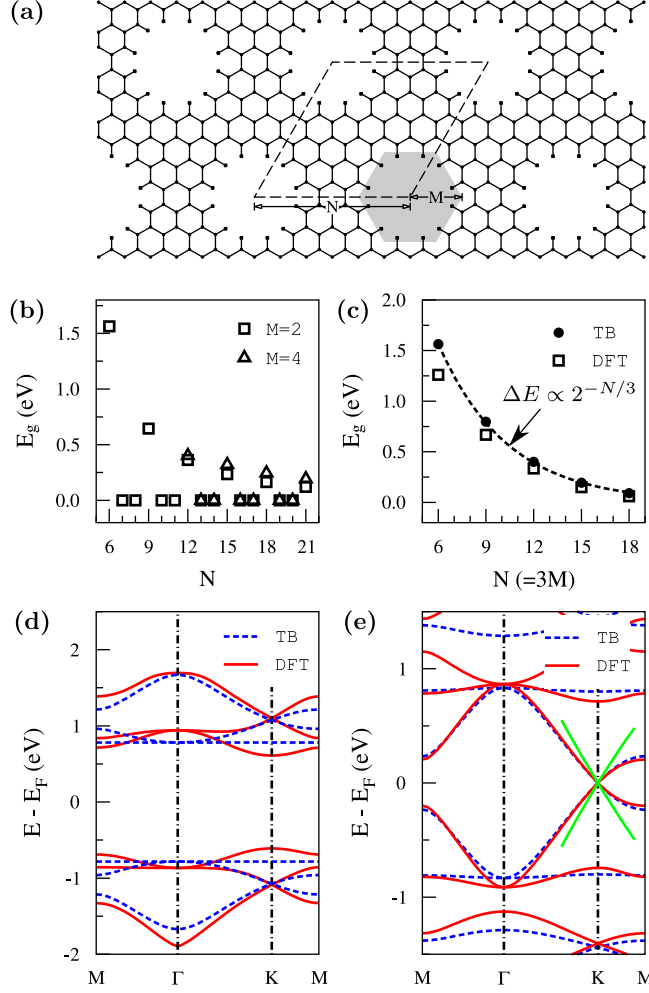 (a)
N
M
(b)
E_g (eV)
1.5
1.0
0.5
0.0
M=2
M=4
6 9 12 15 18 21
N
(c)
E_g (eV)
2.0
1.5
1.0
0.5
0.0
TB
DFT
ΔE ∝ 2^{-N/3}
6 9 12 15 18
N (=3M)
(d)
E - E_F (eV)
2
1
0
-1
-2
TB
DFT
M Γ K M
(e)
E - E_F (eV)
1
0
-1
TB
DFT
M Γ K M